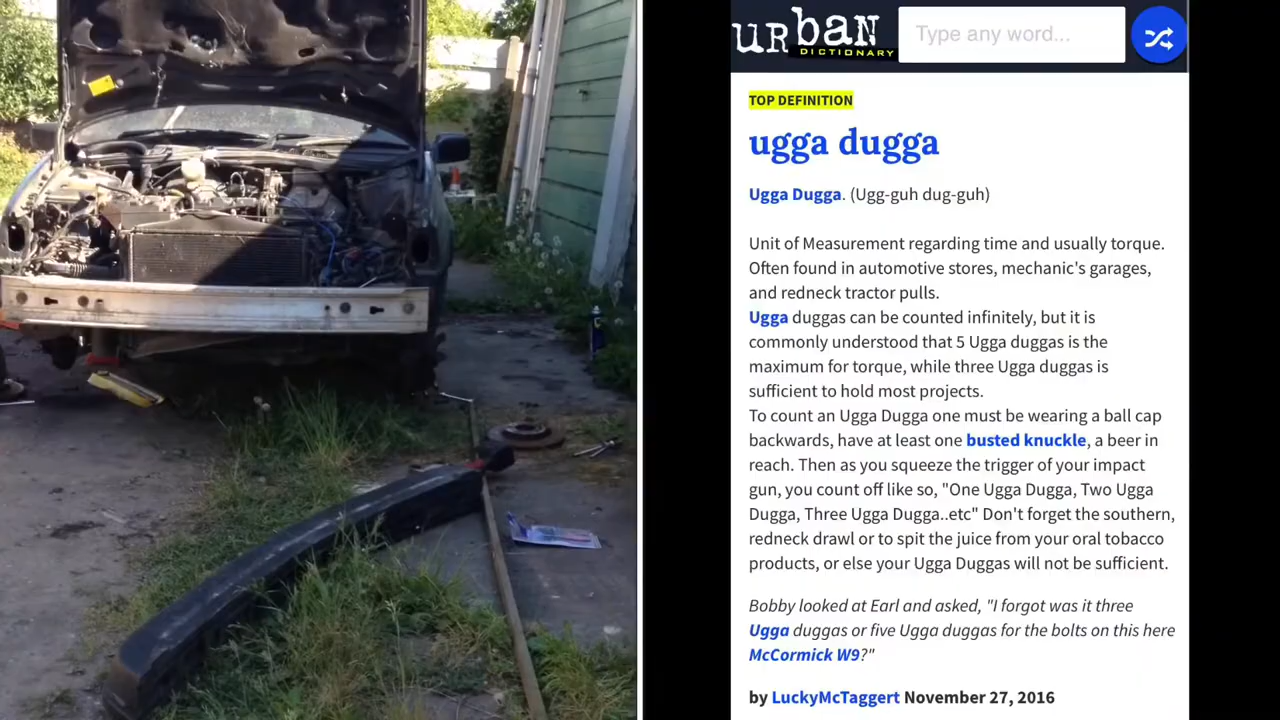 urban
DICTIONARY
Type any word...
TOP DEFINITION
ugga dugga
Ugga Dugga. (Ugg-guh dug-guh)
Unit of Measurement regarding time and usually torque.
Often found in automotive stores, mechanic's garages,
and redneck tractor pulls.
Ugga duggas can be counted infinitely, but it is
commonly understood that 5 Ugga duggas is the
maximum for torque, while three Ugga duggas is
sufficient to hold most projects.
To count an Ugga Dugga one must be wearing a ball cap
backwards, have at least one busted knuckle, a beer in
reach. Then as you squeeze the trigger of your impact
gun, you count off like so, "One Ugga Dugga, Two Ugga
Dugga, Three Ugga Dugga..etc" Don't forget the southern,
redneck drawl or to spit the juice from your oral tobacco
products, or else your Ugga Duggas will not be sufficient.
Bobby looked at Earl and asked, "I forgot was it three
Ugga duggas or five Ugga duggas for the bolts on this here
McCormick W9?"
by LuckyMcTaggert November 27, 2016